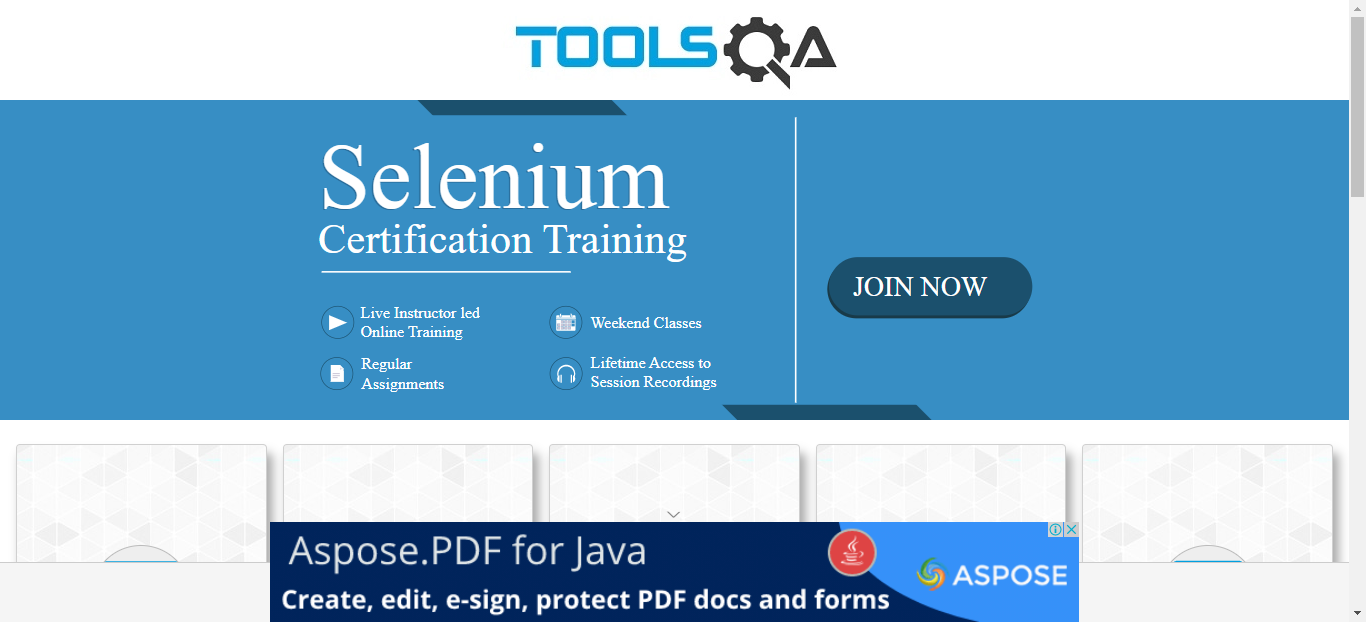 TOOLSQA
Selenium
Certification Training
JOIN NOW
Live Instructor led
Online Training
Weekend Classes
Regular
Assignments
Lifetime Access to
Session Recordings
Aspose.PDF for Java
ASPOSE
Create, edit, e-sign, protect PDF docs and forms